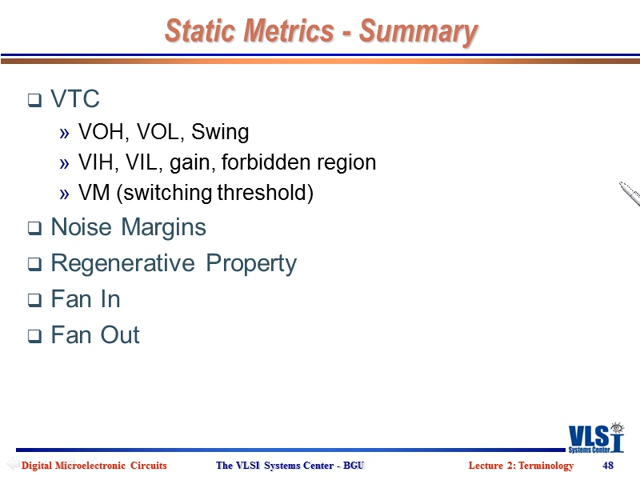 Static Metrics - Summary
❑ VTC
» VOH, VOL, Swing
» VIH, VIL, gain, forbidden region
» VM (switching threshold)
❑ Noise Margins
❑ Regenerative Property
❑ Fan In
❑ Fan Out
VLSI
Systems Center
Digital Microelectronic Circuits The VLSI Systems Center - BGU Lecture 2: Terminology 48